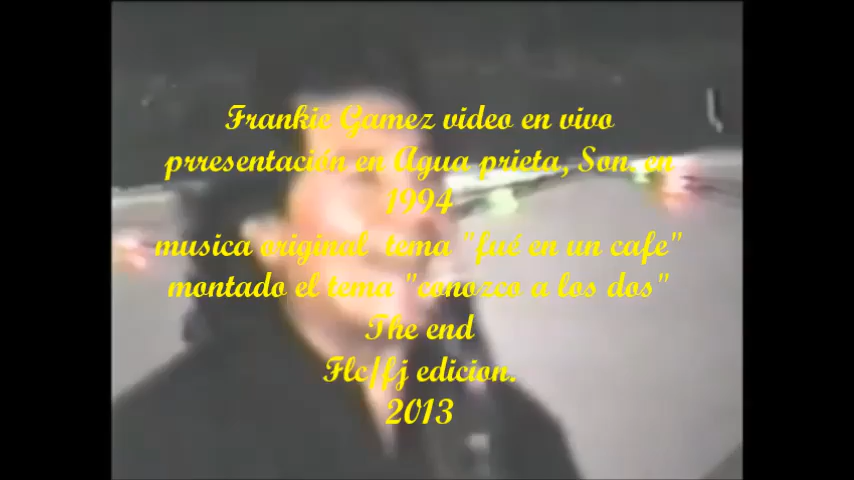 Frankie Gamez video en vivo
prresentación en Agua prieta, Son. en
1994
musica original  tema "fué en un cafe"
montado el tema "conozco a los dos"
The end
Flc/fj edicion.
2013